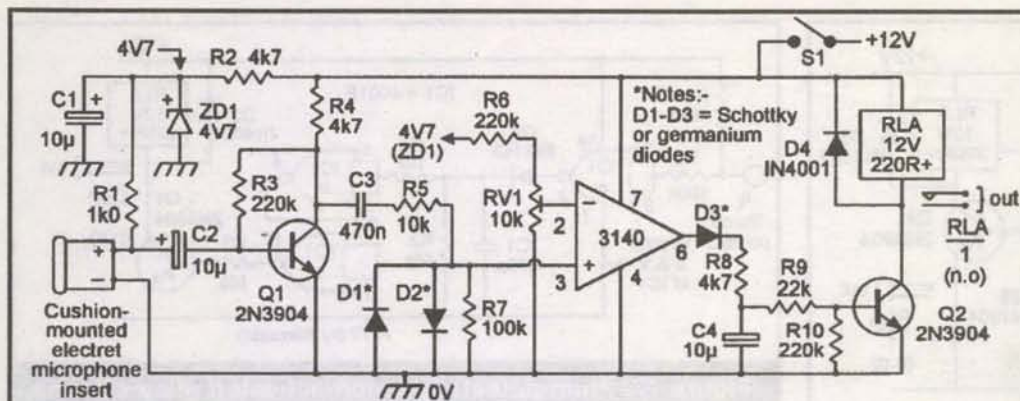 4V7
R2 4k7
S1
+12V
C1
+
10μ
+
ZD1
4V7
R4
4k7
R6
220k
4V7
(ZD1)
*Notes:-
D1-D3 = Schottky
or germanium
diodes
D4
IN4001
RLA
12V
220R+
R1
1k0
R3
220k
C3
470n
R5
10k
RV1
10k
2
−
7
3140
6
D3*
out
RLA
1
(n.o)
+
C2
10μ
+
−
Q1
2N3904
D1*
D2*
R7
100k
3
+
4
R8
4k7
R9
22k
C4
10μ
R10
220k
Q2
2N3904
Cushion-
mounted
electret
microphone
insert
0V